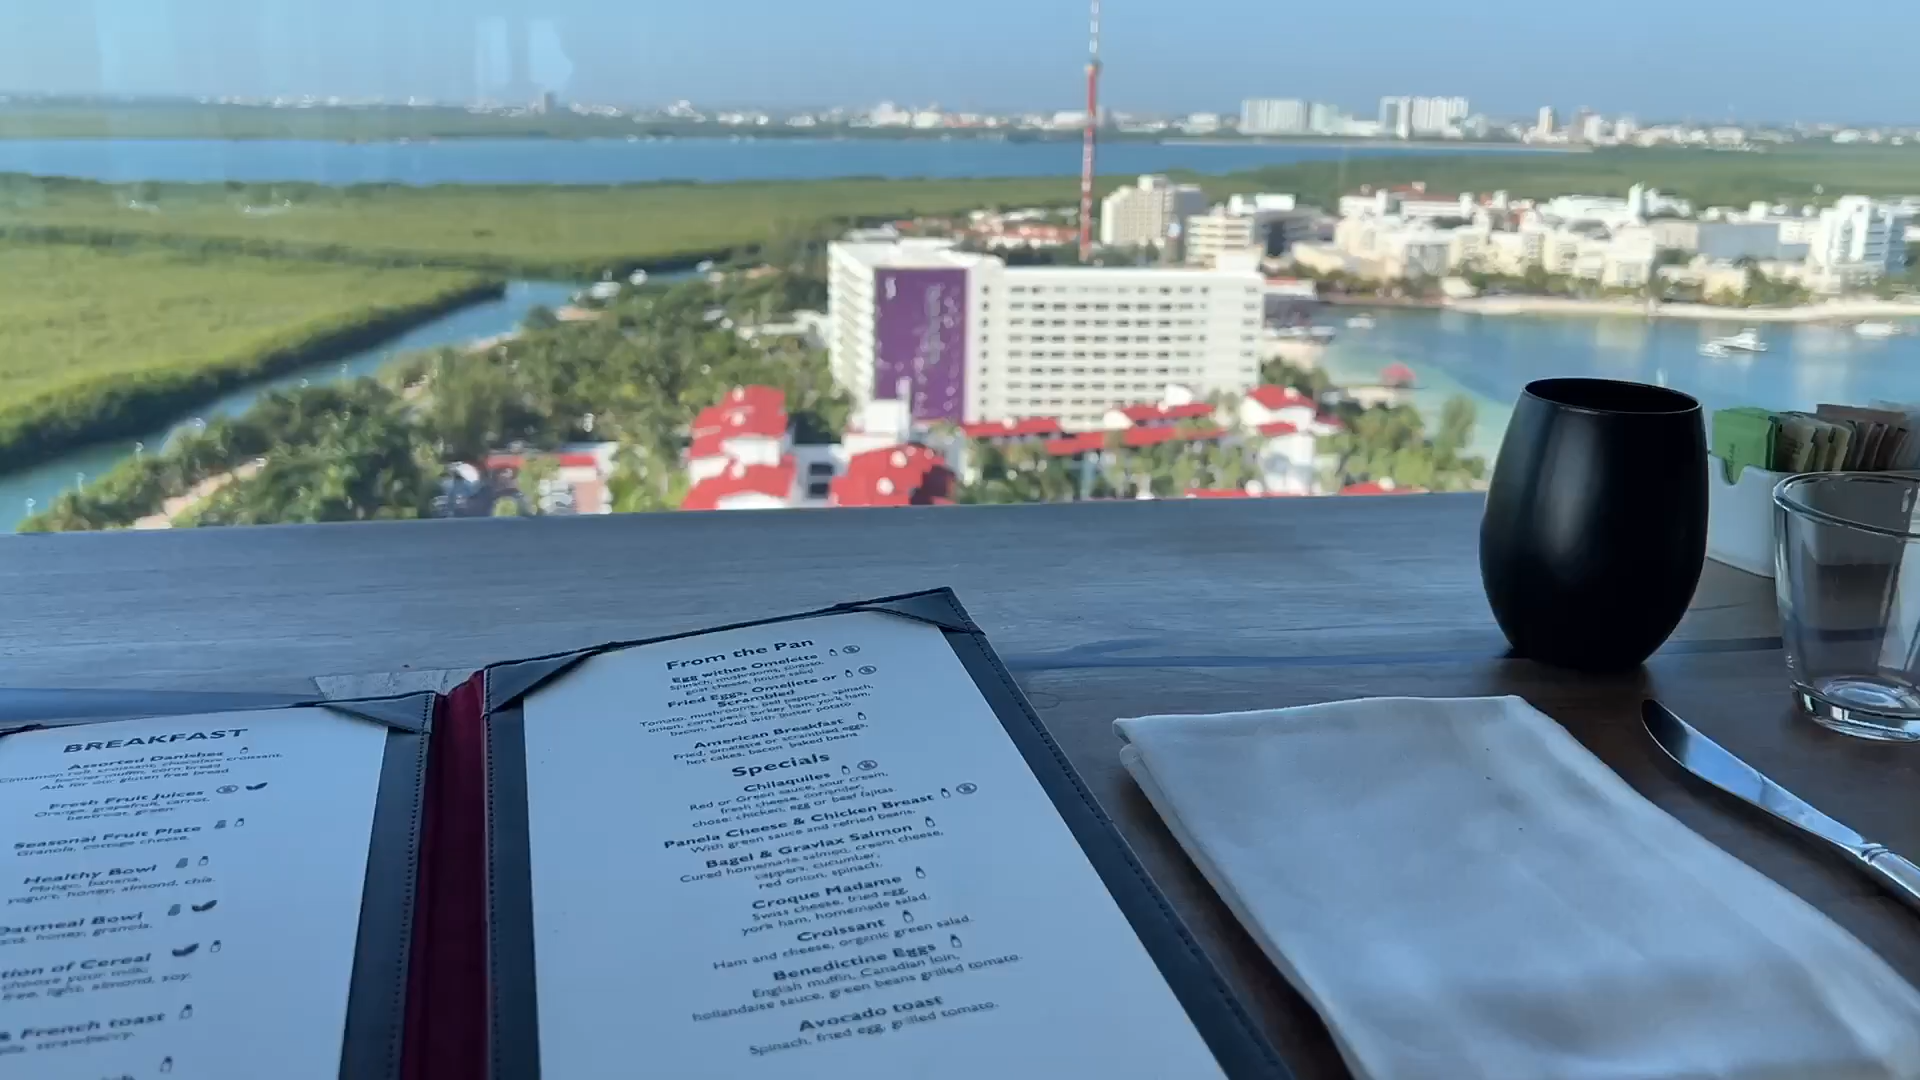 BREAKFAST
Assorted Danishes
Cinnamon roll, croissant, chocolate croissant,
berries muffin, corn bread
Ask for our gluten free bread
Fresh Fruit Juices
Orange, grapefruit, carrot,
beetroot, green.
Seasonal Fruit Plate
Granola, cottage cheese.
Healthy Bowl
Mango, banana,
yogurt, honey, almond, chia.
Oatmeal Bowl
honey, granola.
tion of Cereal
choose your milk:
free, light, almond, soy.
& French toast
strawberry.
From the Pan
Egg withes Omelette
Spinach, mushrooms, tomato,
goat cheese, house salad
Fried Eggs, Omellete or
Scrambled
Tomato, mushrooms, bell peppers, spinach,
onion, corn, peas, turkey ham, york ham,
bacon, served with butter potato
American Breakfast
Fried, omelette or scrambled eggs,
hot cakes, bacon baked beans.
Specials
Chilaquiles
Red or Green sauce, sour cream,
fresh cheese, coriander,
chose: chicken, egg or beef fajitas.
Panela Cheese & Chicken Breast
With green sauce and refried beans.
Bagel & Gravlax Salmon
Cured homemade salmon, cream cheese,
cappers, cucumber,
red onion, spinach.
Croque Madame
Swiss cheese, fried egg,
york ham, homemade salad.
Croissant
Ham and cheese, organic green salad.
Benedictine Eggs
English muffin, Canadian loin,
hollandaise sauce, green beans grilled tomato.
Avocado toast
Spinach, fried egg, grilled tomato.